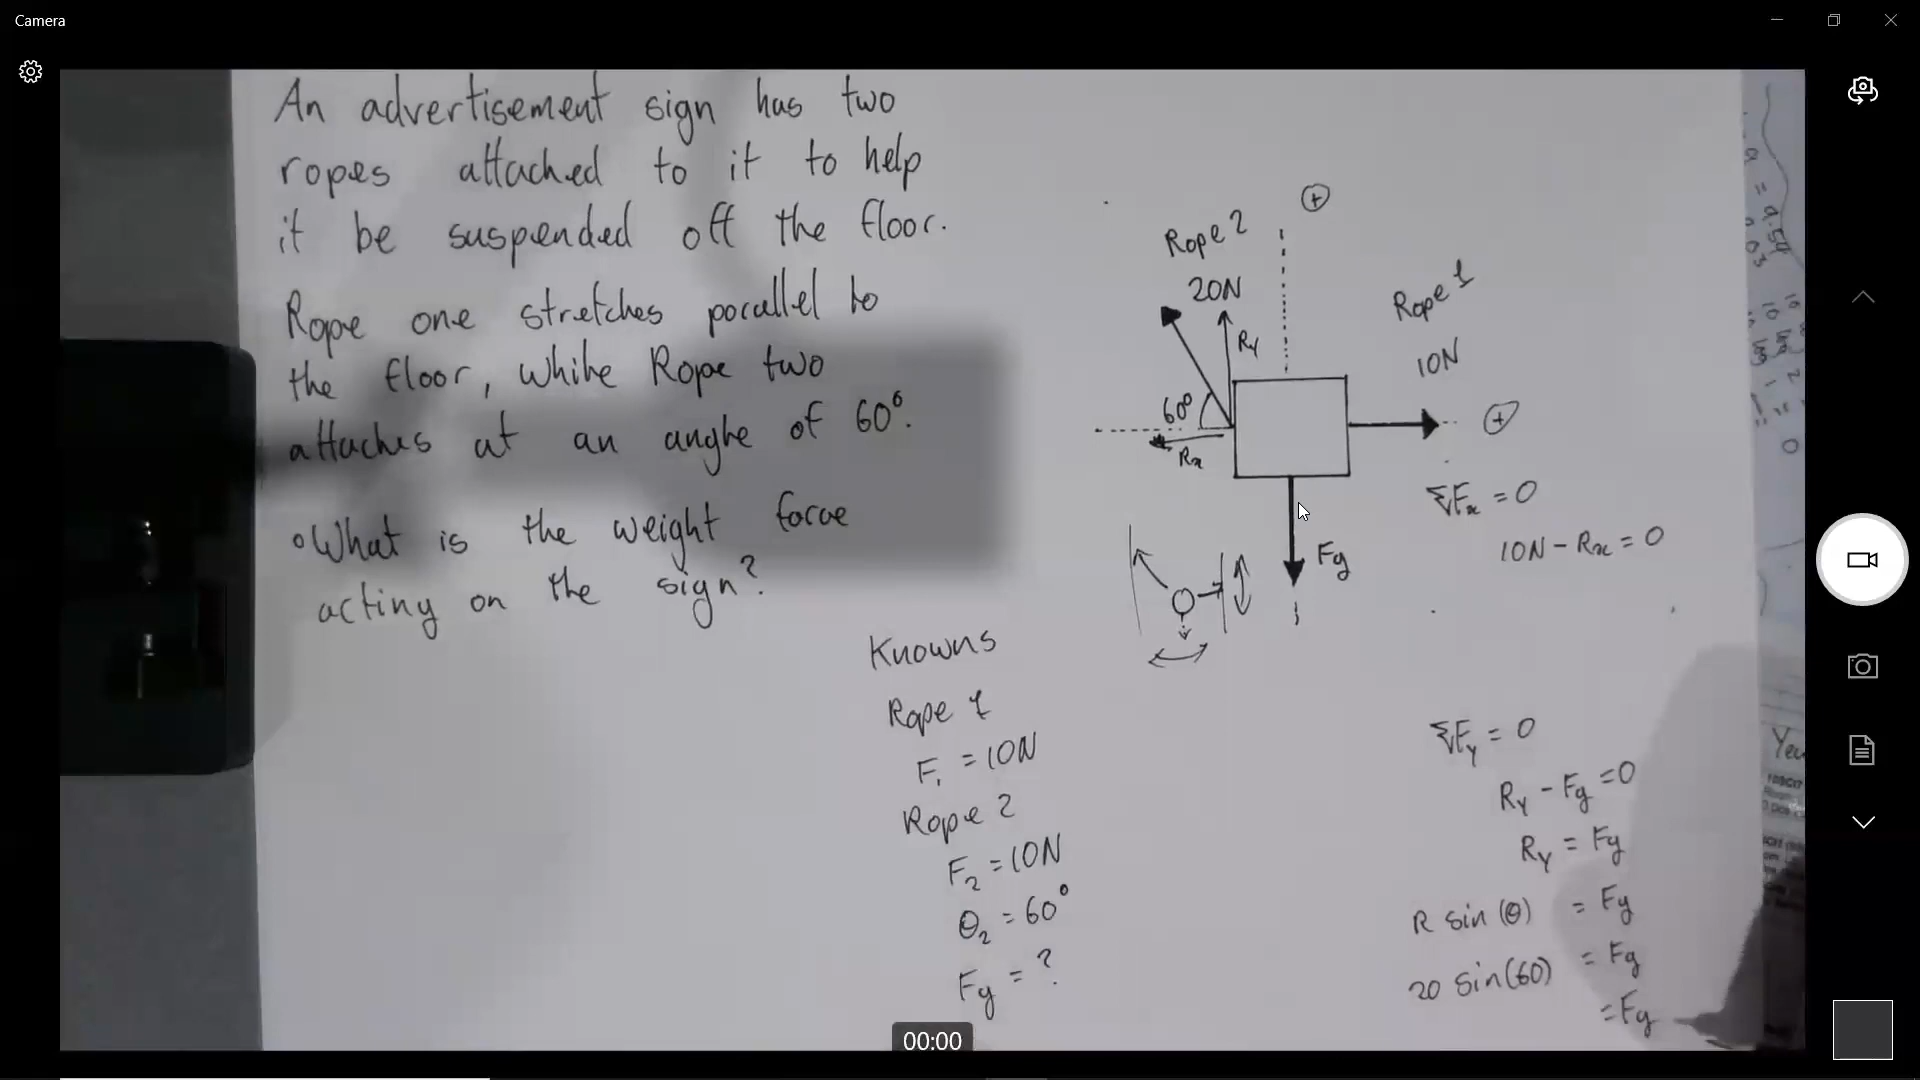 Camera
An advertisement sign has two
ropes attached to it to help
it be suspended off the floor.
Rope one stretches parallel to
the floor, while Rope two
attaches at an angle of 60°.
• What is the weight force
acting on the sign?
Knowns
Rope 1
F₁ = 10N
Rope 2
F₂ = 10N
θ₂ = 60°
Fg = ?
+
Rope 2
20N
Ry
60°
Rx
Rope 1
10N
+
Fg
ΣFx = 0
10N - Rx = 0
ΣFy = 0
Ry - Fg = 0
Ry = Fg
R sin(θ) = Fg
20 sin(60) = Fg
= Fg
00:00